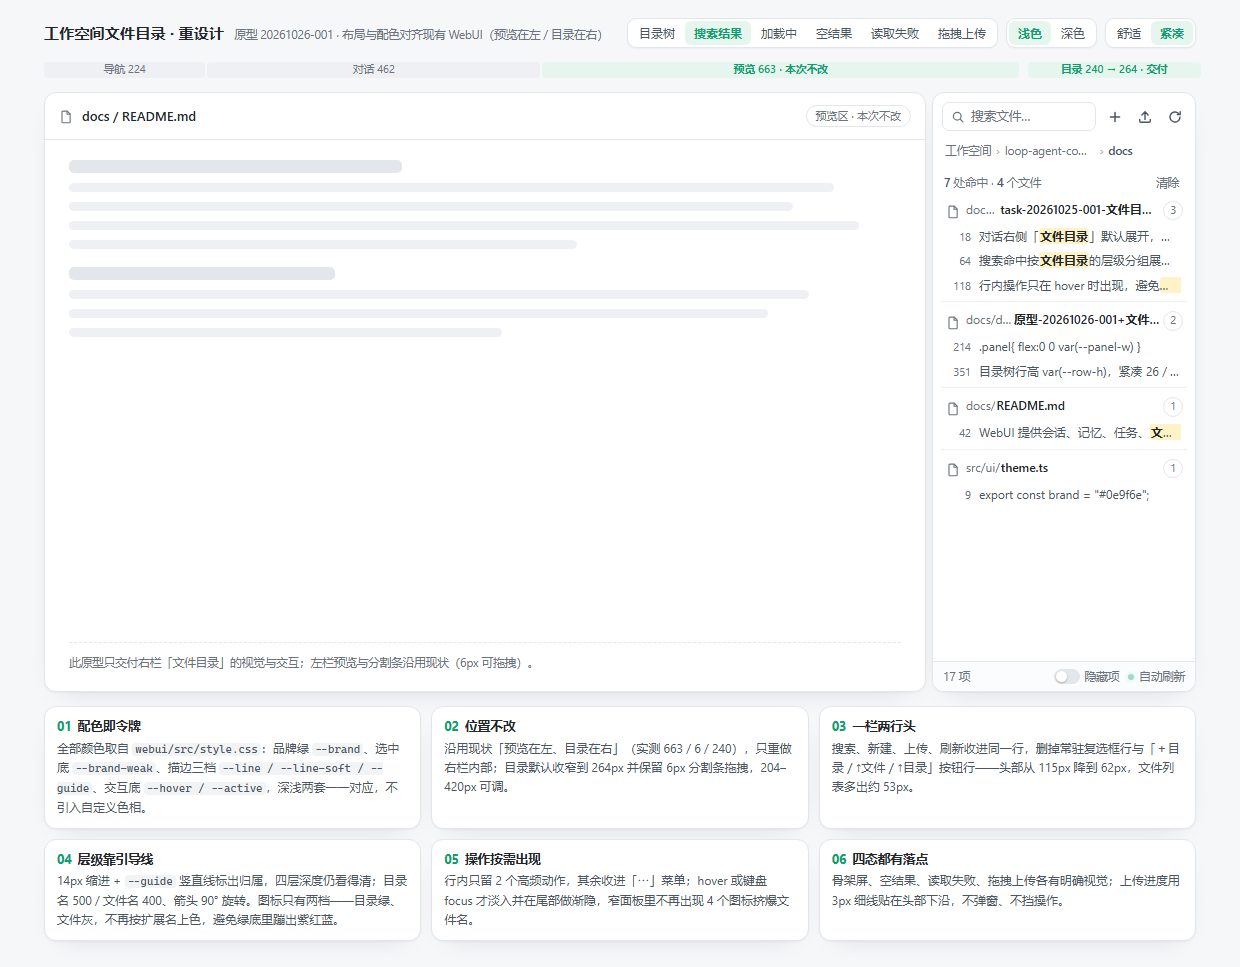 工作空间文件目录 · 重设计 原型 20261026-001 · 布局与配色对齐现有 WebUI（预览在左 / 目录在右） 目录树 搜索结果 加载中 空结果 读取失败 拖拽上传 浅色 深色 舒适 紧凑
导航 224 对话 462 预览 663 · 本次不改 目录 240 → 264 · 交付
docs / README.md 预览区 · 本次不改
搜索文件...
工作空间 › loop-agent-co... › docs
7 处命中 · 4 个文件 清除
doc... task-20261025-001-文件目... 3
18 对话右侧「文件目录」默认展开，...
64 搜索命中按文件目录的层级分组展...
118 行内操作只在 hover 时出现，避免...
docs/d... 原型-20261026-001+文件... 2
214 .panel{ flex:0 0 var(--panel-w) }
351 目录树行高 var(--row-h)，紧凑 26 / ...
docs/README.md 1
42 WebUI 提供会话、记忆、任务、文...
src/ui/theme.ts 1
9 export const brand = "#0e9f6e";
此原型只交付右栏「文件目录」的视觉与交互；左栏预览与分割条沿用现状（6px 可拖拽）。
17 项 隐藏项 自动刷新
01 配色即令牌
全部颜色取自 webui/src/style.css：品牌绿 --brand、选中
底 --brand-weak、描边三档 --line / --line-soft / --
guide、交互底 --hover / --active，深浅两套一一对应，不
引入自定义色相。
02 位置不改
沿用现状「预览在左、目录在右」（实测 663 / 6 / 240），只重做
右栏内部；目录默认收窄到 264px 并保留 6px 分割条拖拽，204–
420px 可调。
03 一栏两行头
搜索、新建、上传、刷新收进同一行，删掉常驻复选框行与「＋目
录 / ↑文件 / ↑目录」按钮行——头部从 115px 降到 62px，文件列
表多出约 53px。
04 层级靠引导线
14px 缩进 + --guide 竖直线标出归属，四层深度仍看得清；目录
名 500 / 文件名 400、箭头 90° 旋转。图标只有两档——目录绿、
文件灰，不再按扩展名上色，避免绿底里蹦出紫红蓝。
05 操作按需出现
行内只留 2 个高频动作，其余收进「⋯」菜单；hover 或键盘
focus 才淡入并在尾部做渐隐，窄面板里不再出现 4 个图标挤爆文
件名。
06 四态都有落点
骨架屏、空结果、读取失败、拖拽上传各有明确视觉；上传进度用
3px 细线贴在头部下沿，不弹窗、不挡操作。